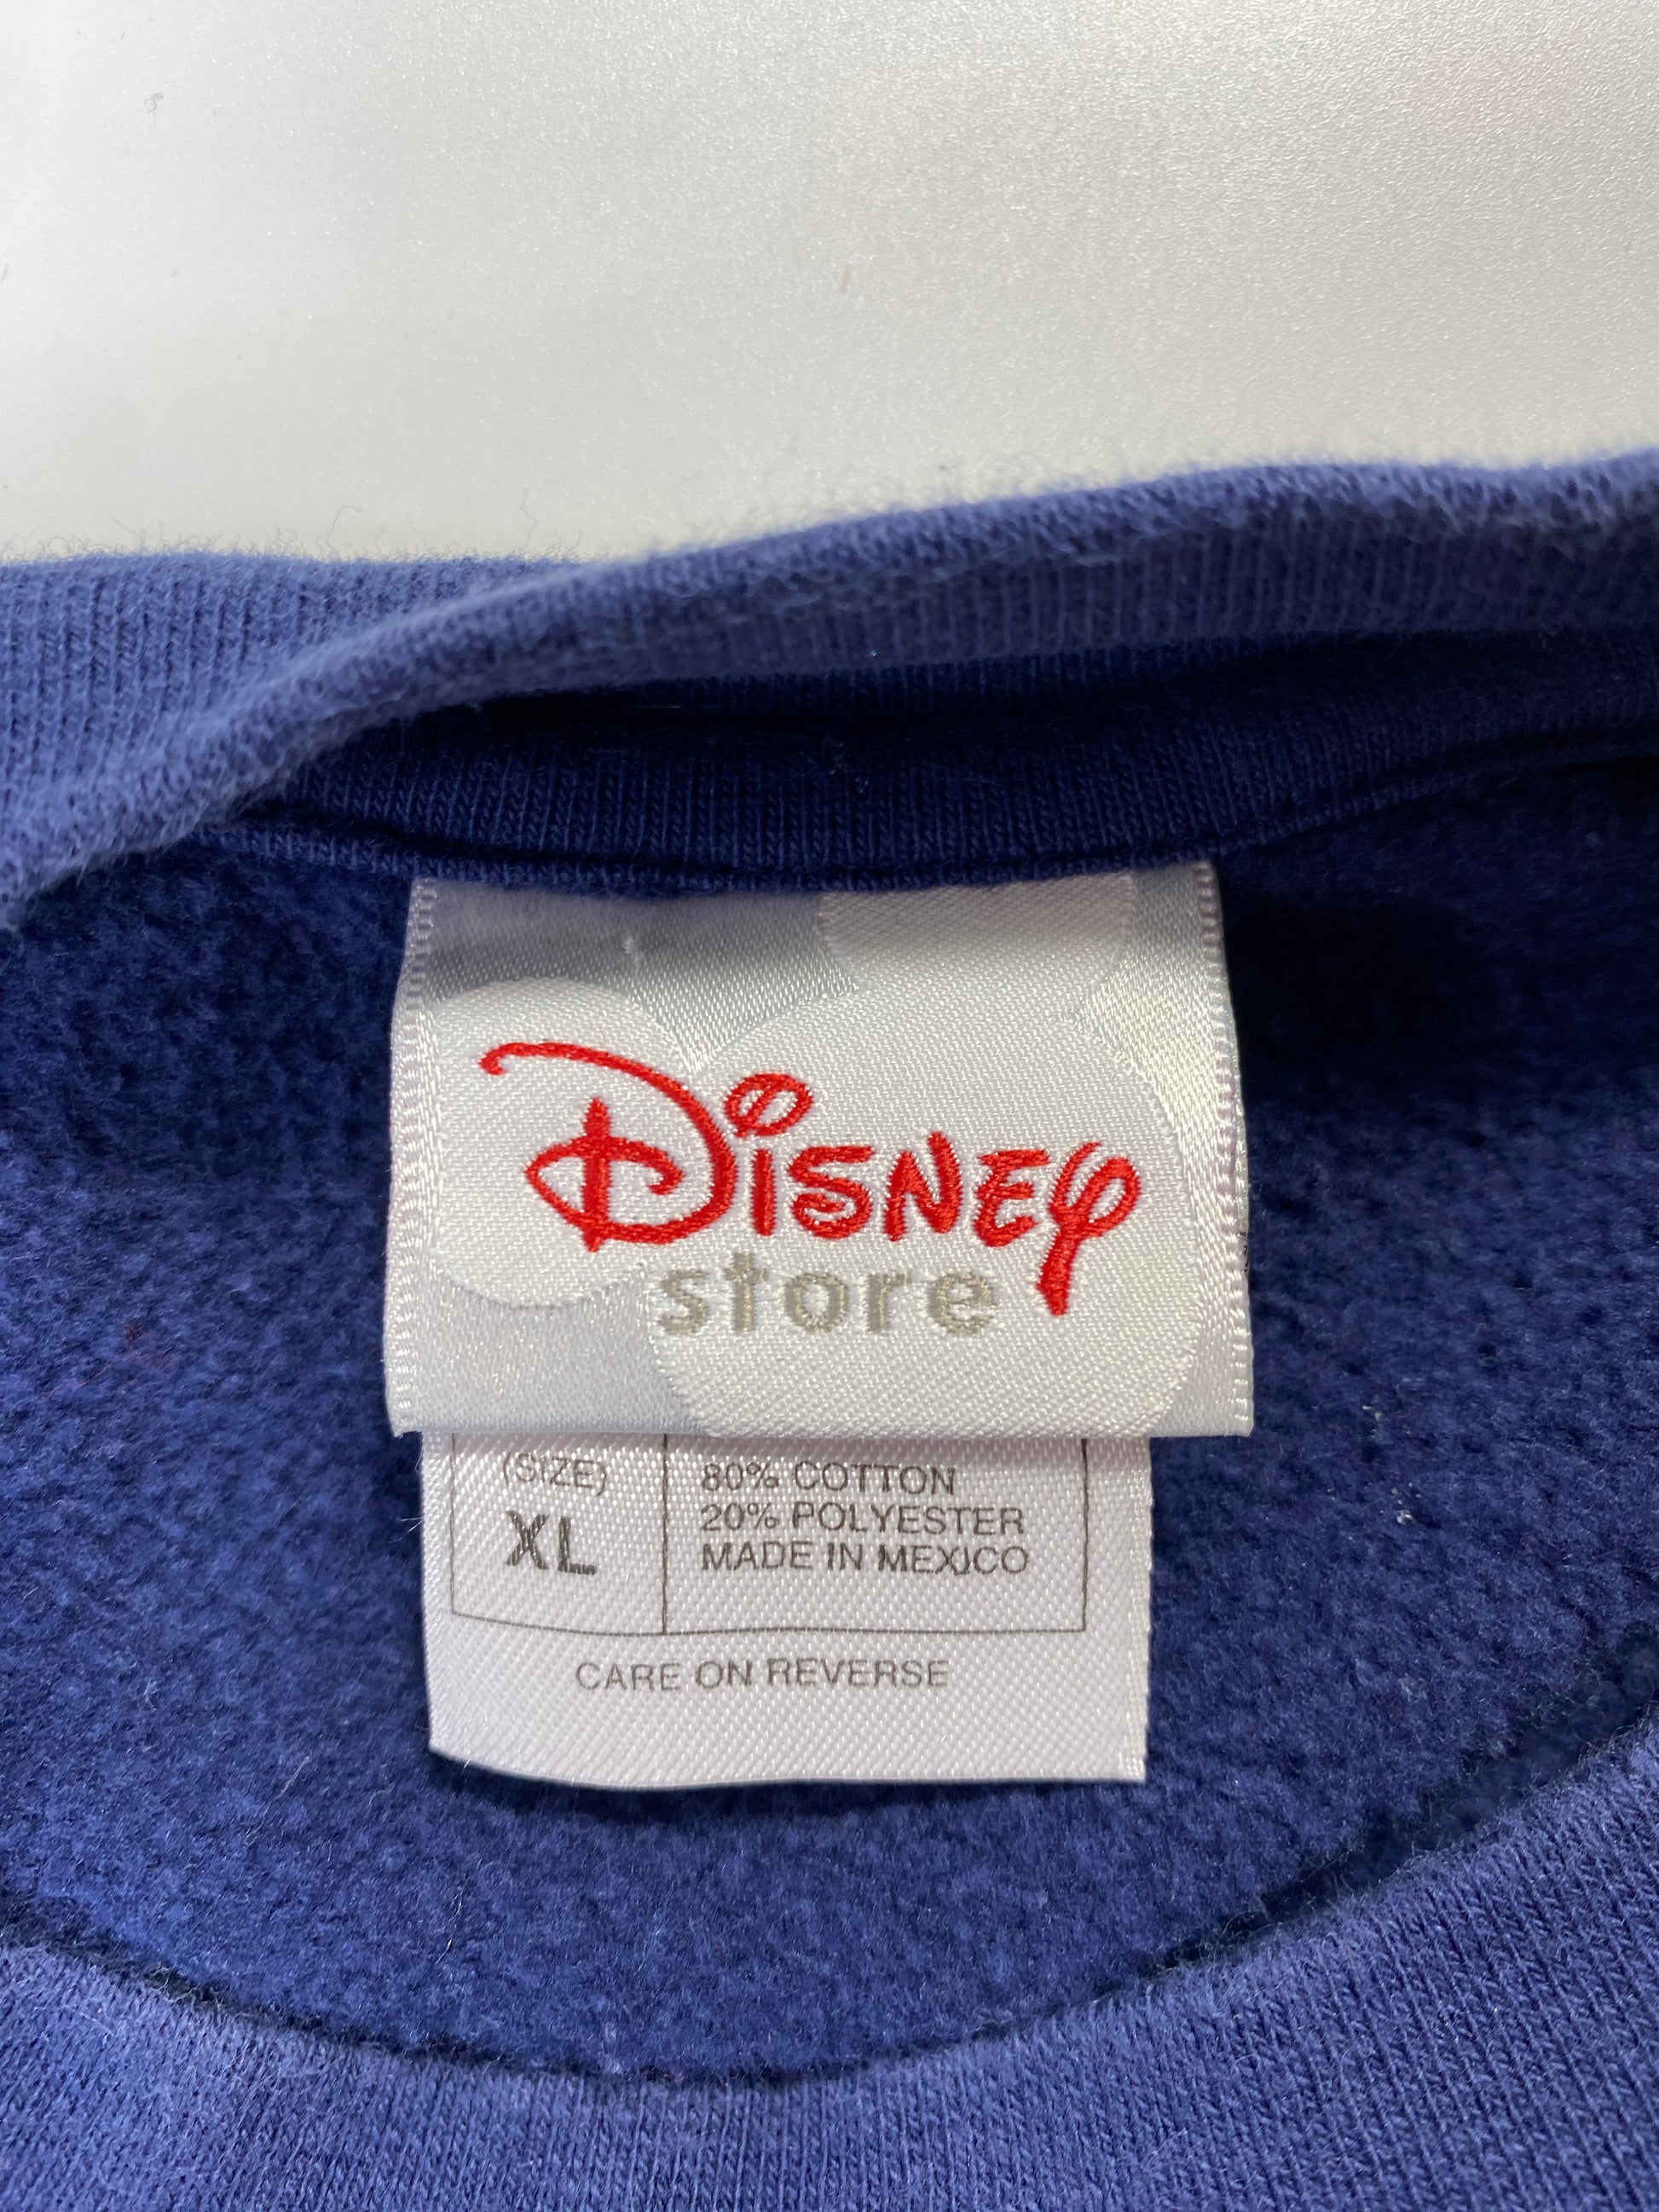 Disney
store
(SIZE)
XL
80% COTTON
20% POLYESTER
MADE IN MEXICO
CARE ON REVERSE